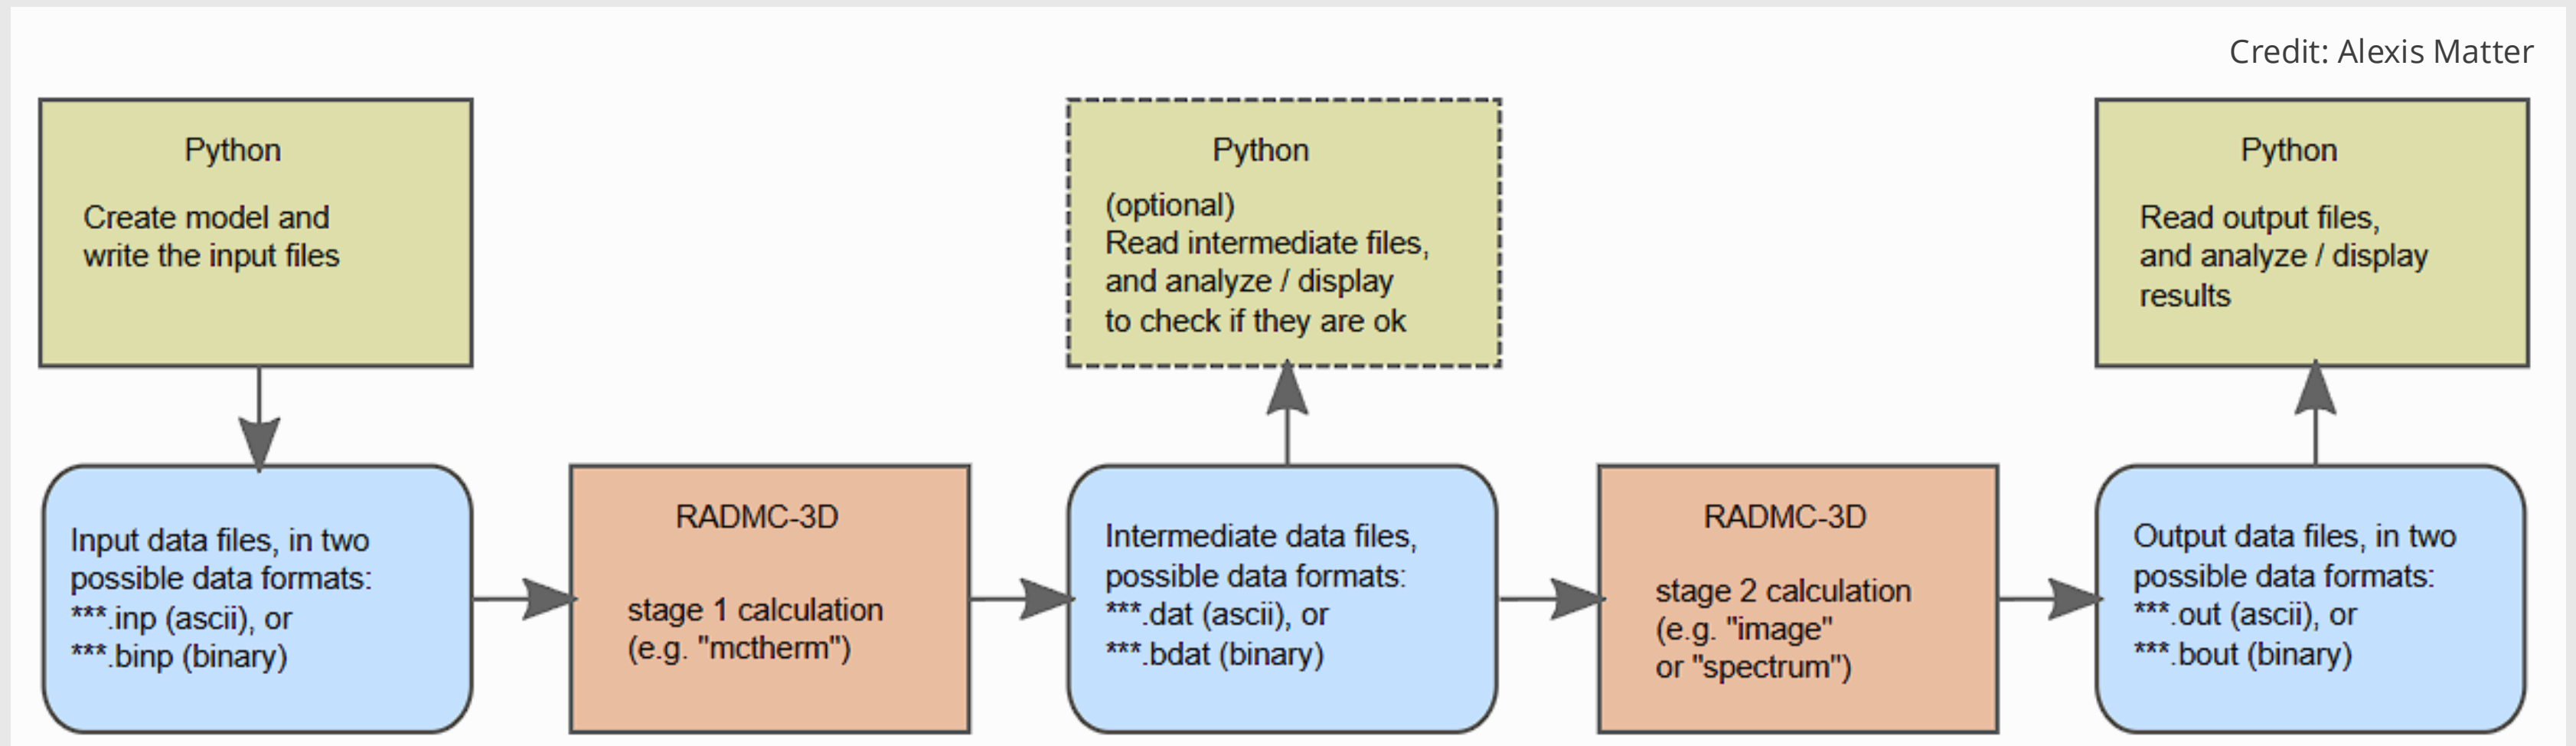 Credit: Alexis Matter
Python
Create model and
write the input files
Python
(optional)
Read intermediate files,
and analyze / display
to check if they are ok
Python
Read output files,
and analyze / display
results
Input data files, in two
possible data formats:
***.inp (ascii), or
***.binp (binary)
RADMC-3D
stage 1 calculation
(e.g. "mctherm")
Intermediate data files,
possible data formats:
***.dat (ascii), or
***.bdat (binary)
RADMC-3D
stage 2 calculation
(e.g. "image"
or "spectrum")
Output data files, in two
possible data formats:
***.out (ascii), or
***.bout (binary)